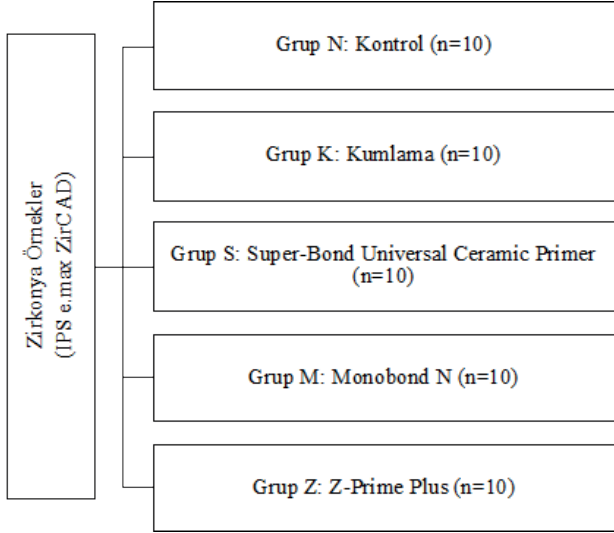 Zirkonya Örnekler
(IPS e.max ZirCAD)
Grup N: Kontrol (n=10)
Grup K: Kumlama (n=10)
Grup S: Super-Bond Universal Ceramic Primer
(n=10)
Grup M: Monobond N (n=10)
Grup Z: Z-Prime Plus (n=10)